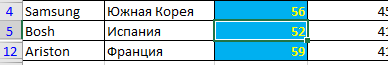 4 Samsung Южная Корея 56 45
5 Bosh Испания 52 41
12 Ariston Франция 59 41